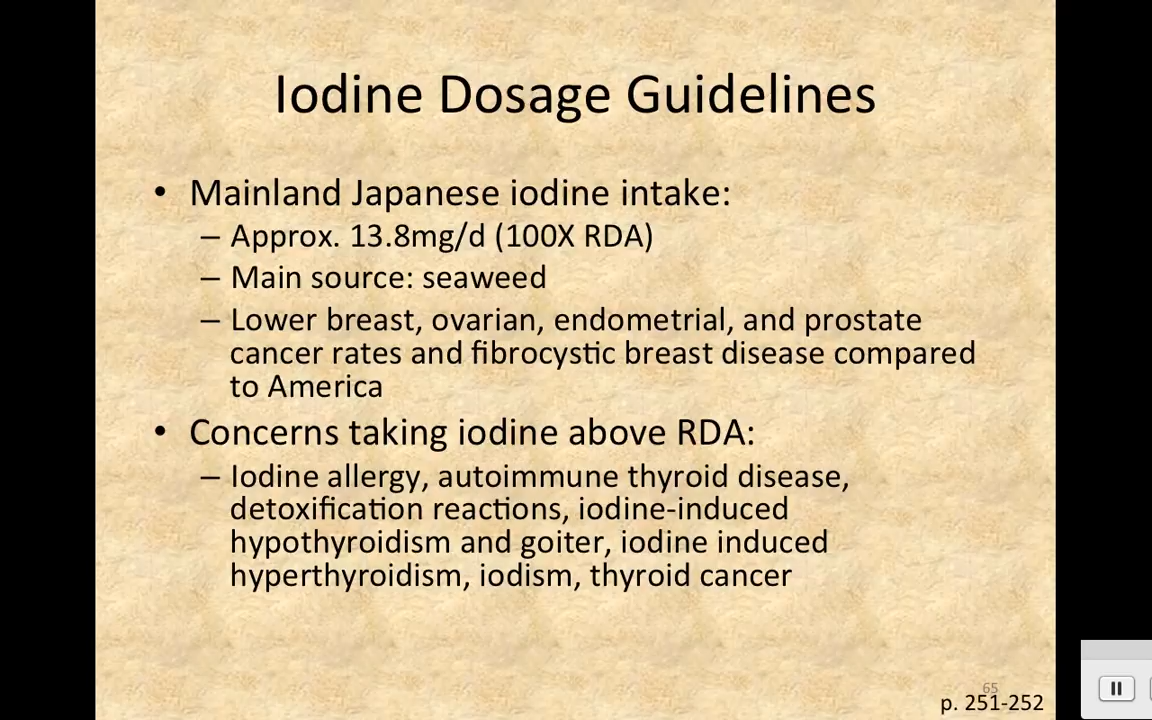 Iodine Dosage Guidelines
• Mainland Japanese iodine intake:
– Approx. 13.8mg/d (100X RDA)
– Main source: seaweed
– Lower breast, ovarian, endometrial, and prostate
cancer rates and fibrocystic breast disease compared
to America
• Concerns taking iodine above RDA:
– Iodine allergy, autoimmune thyroid disease,
detoxification reactions, iodine-induced
hypothyroidism and goiter, iodine induced
hyperthyroidism, iodism, thyroid cancer
65
p. 251-252